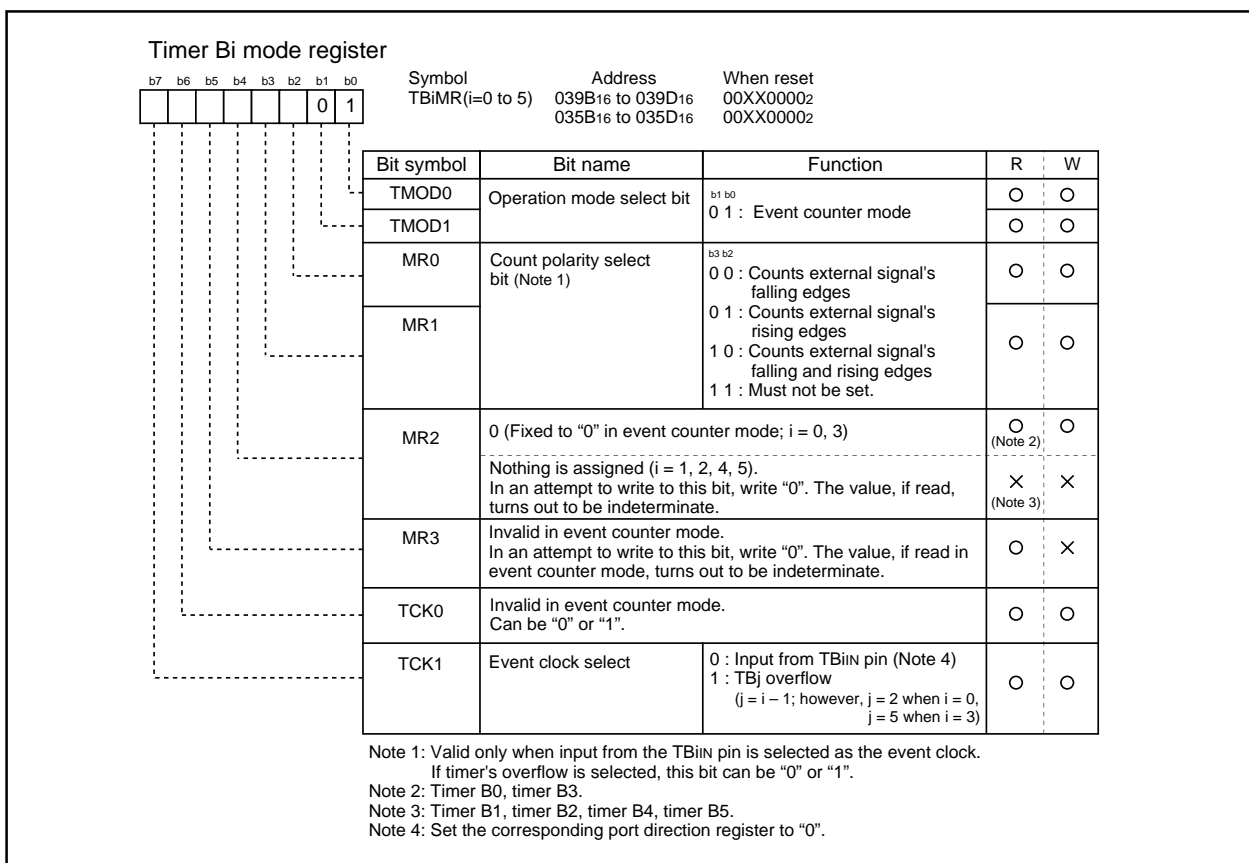 Timer Bi mode register
b7 b6 b5 b4 b3 b2 b1 b0
0 1
Symbol Address When reset
TBiMR(i=0 to 5) 039B16 to 039D16 00XX00002
035B16 to 035D16 00XX00002
Bit symbol Bit name Function R W
TMOD0 Operation mode select bit b1 b0 O O
0 1 : Event counter mode
TMOD1 O O
MR0 Count polarity select b3 b2
bit (Note 1) 0 0 : Counts external signal's O O
falling edges
0 1 : Counts external signal's
MR1 rising edges O O
1 0 : Counts external signal's
falling and rising edges
1 1 : Must not be set.
MR2 0 (Fixed to “0” in event counter mode; i = 0, 3) O O
(Note 2)
Nothing is assigned (i = 1, 2, 4, 5).
In an attempt to write to this bit, write “0”. The value, if read, × ×
turns out to be indeterminate. (Note 3)
MR3 Invalid in event counter mode.
In an attempt to write to this bit, write “0”. The value, if read in O ×
event counter mode, turns out to be indeterminate.
TCK0 Invalid in event counter mode. O O
Can be “0” or “1”.
TCK1 Event clock select 0 : Input from TBiIN pin (Note 4)
1 : TBj overflow O O
(j = i – 1; however, j = 2 when i = 0,
j = 5 when i = 3)
Note 1: Valid only when input from the TBiIN pin is selected as the event clock.
If timer's overflow is selected, this bit can be “0” or “1”.
Note 2: Timer B0, timer B3.
Note 3: Timer B1, timer B2, timer B4, timer B5.
Note 4: Set the corresponding port direction register to “0”.